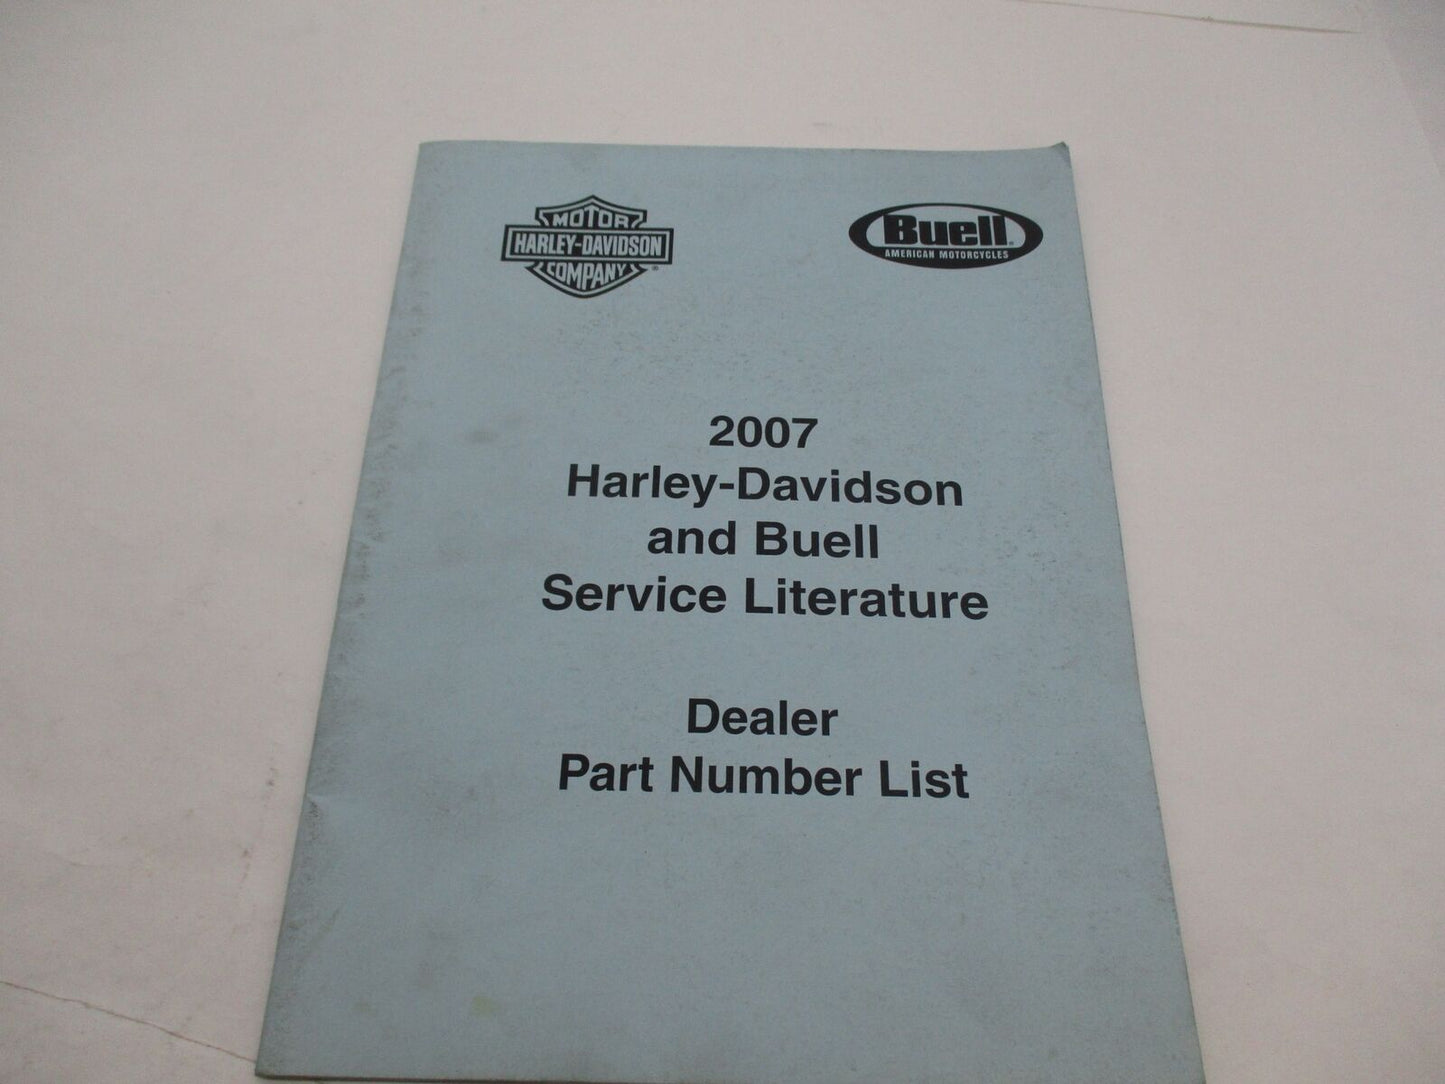 MOTOR
HARLEY-DAVIDSON
COMPANY
®
Buell®
AMERICAN MOTORCYCLES
2007
Harley-Davidson
and Buell
Service Literature
Dealer
Part Number List